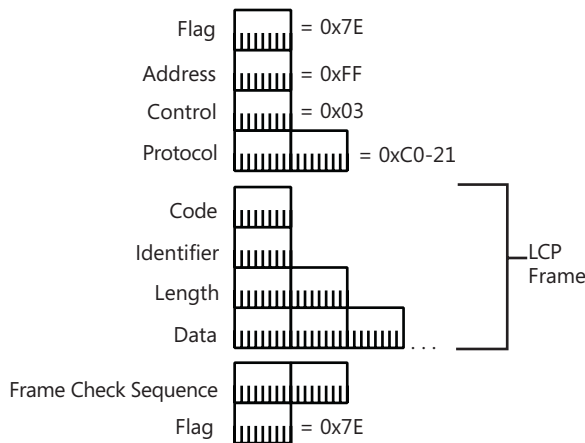 Flag = 0x7E
Address = 0xFF
Control = 0x03
Protocol = 0xC0-21
Code
Identifier
Length
Data ...
LCP
Frame
Frame Check Sequence
Flag = 0x7E